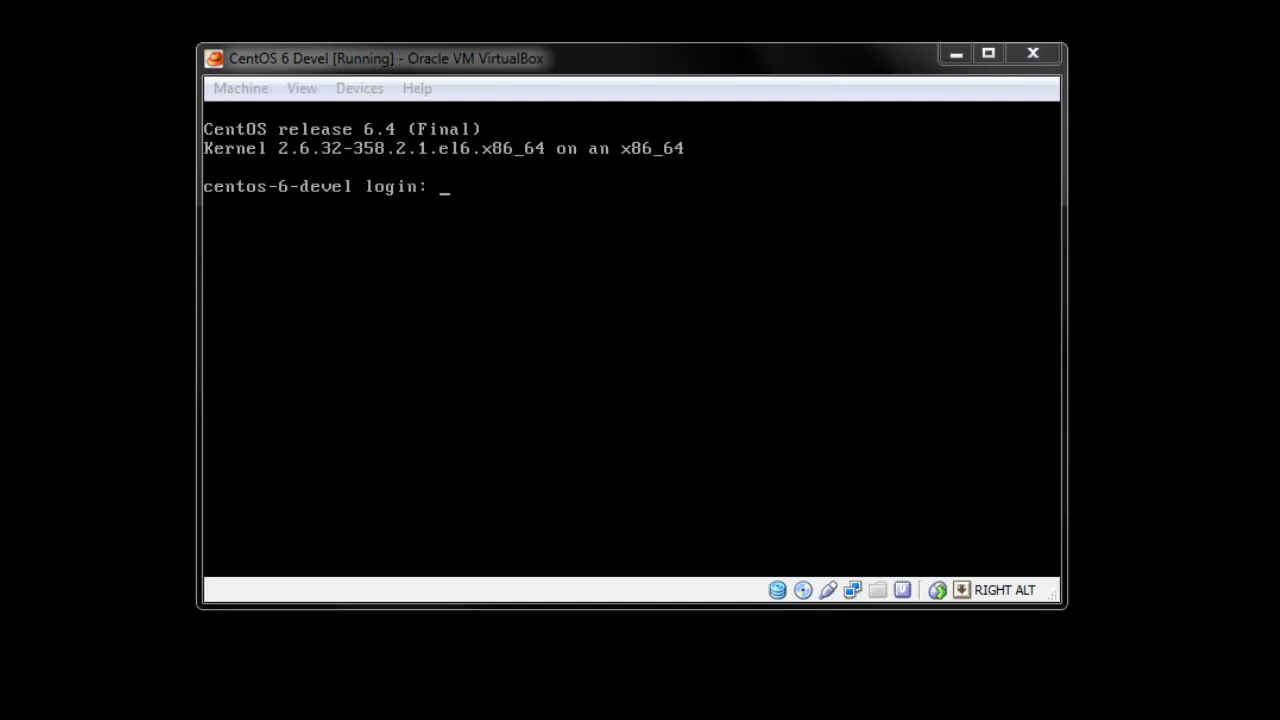 CentOS 6 Devel [Running] - Oracle VM VirtualBox
Machine View Devices Help
CentOS release 6.4 (Final)
Kernel 2.6.32-358.2.1.el6.x86_64 on an x86_64
centos-6-devel login: _
RIGHT ALT